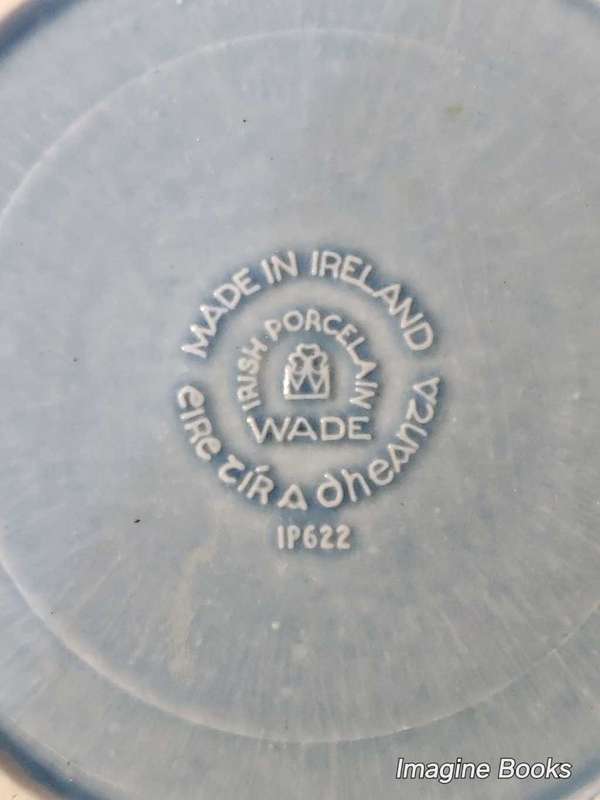 MADE IN IRELAND
IRISH PORCELAIN
WADE
eIRe TíR A dheANTA
IP622
Imagine Books